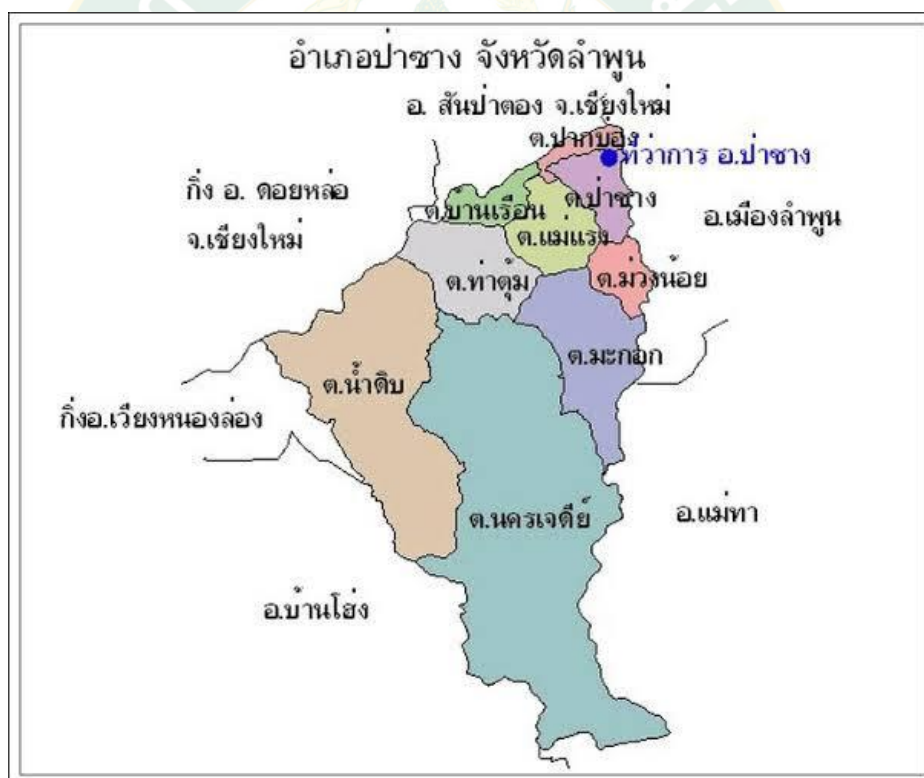 อำเภอป่าซาง จังหวัดลำพูน
อ. สันป่าตอง จ.เชียงใหม่
ต.ปากบ่อง
ที่ว่าการ อ.ป่าซาง
กิ่ง อ. ดอยหล่อ
ต.ป่าซาง
ต.บ้านเรือน
อ.เมืองลำพูน
จ.เชียงใหม่
ต.แม่แรง
ต.ท่าตุ้ม
ต.ม่วงน้อย
ต.มะกอก
ต.น้ำดิบ
กิ่งอ.เวียงหนองล่อง
ต.นครเจดีย์
อ.แม่ทา
อ.บ้านโฮ่ง